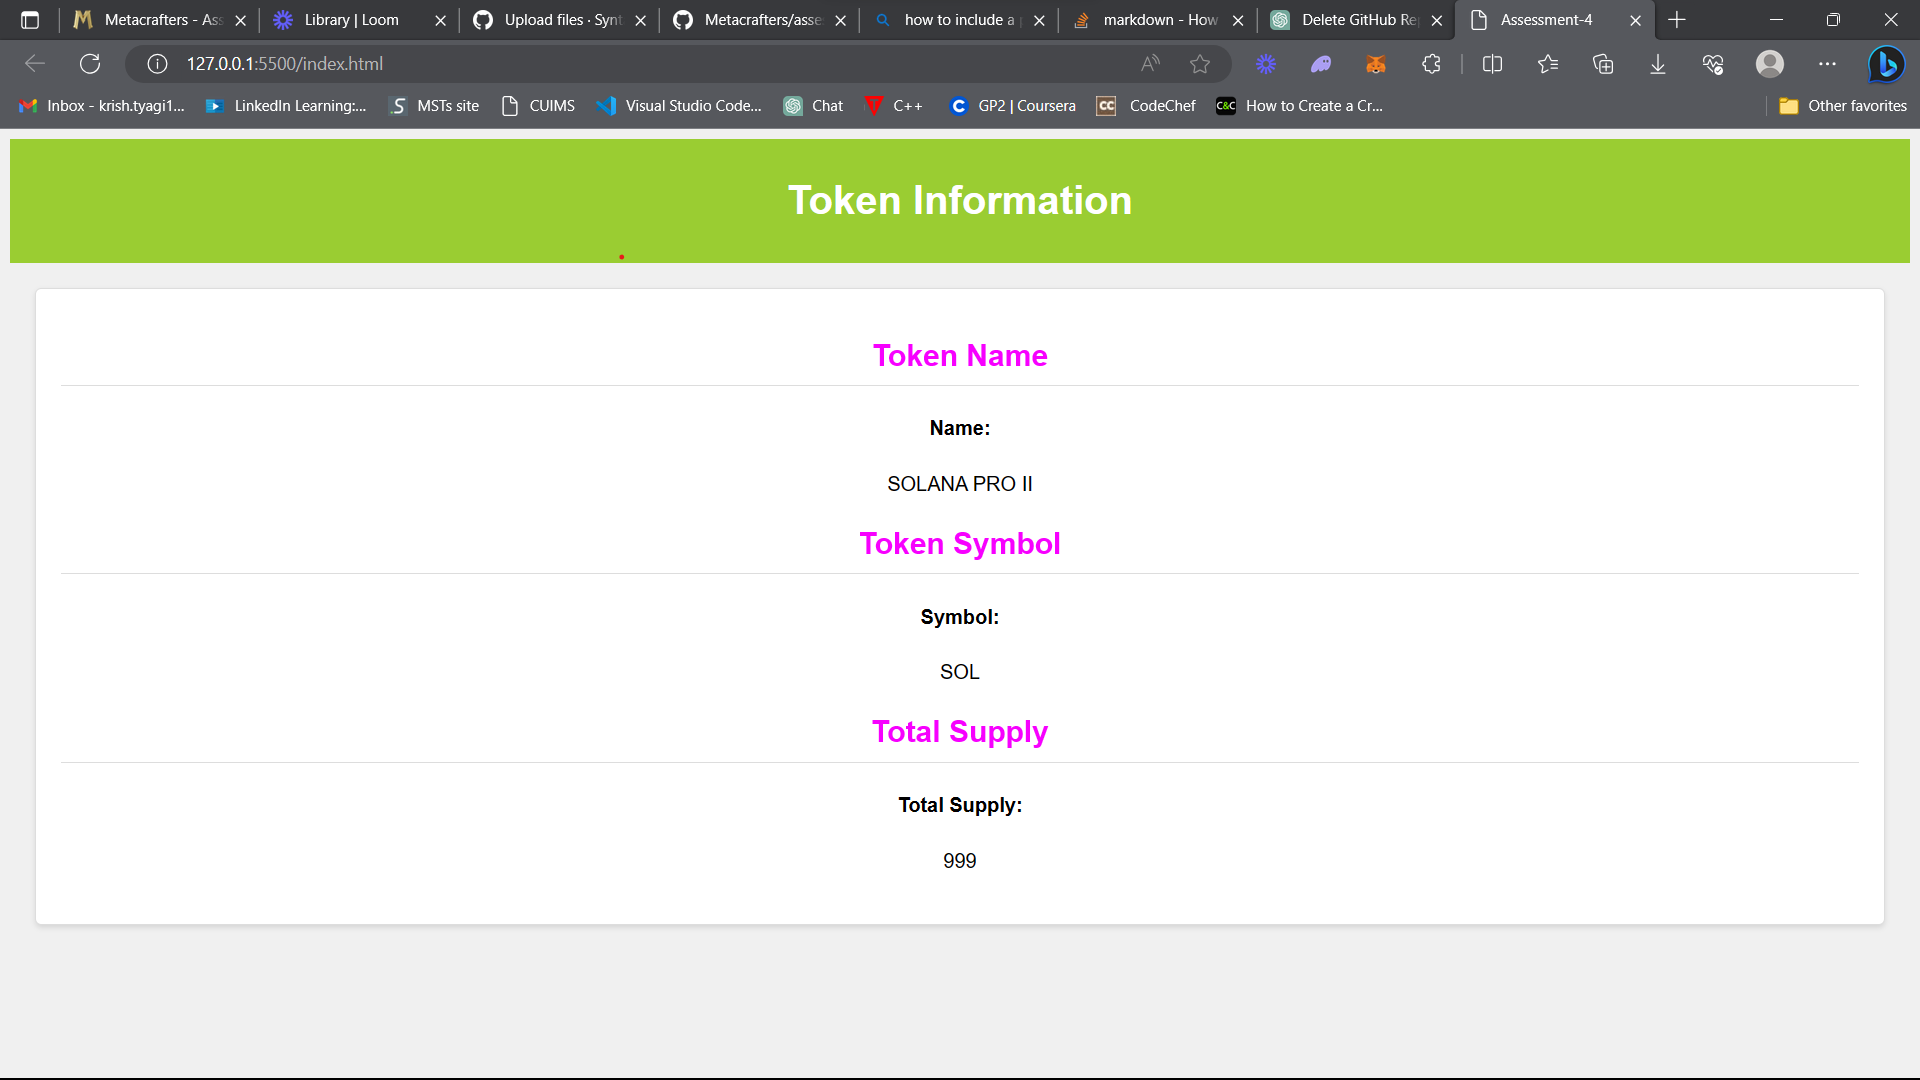 Metacrafters - Ass
Library | Loom
Upload files · Synt
Metacrafters/asse
how to include a p
markdown - How
Delete GitHub Rep
Assessment-4
127.0.0.1:5500/index.html
Inbox - krish.tyagi1...
LinkedIn Learning:...
MSTs site
CUIMS
Visual Studio Code...
Chat
C++
GP2 | Coursera
CodeChef
How to Create a Cr...
Other favorites
Token Information
Token Name
Name:
SOLANA PRO II
Token Symbol
Symbol:
SOL
Total Supply
Total Supply:
999